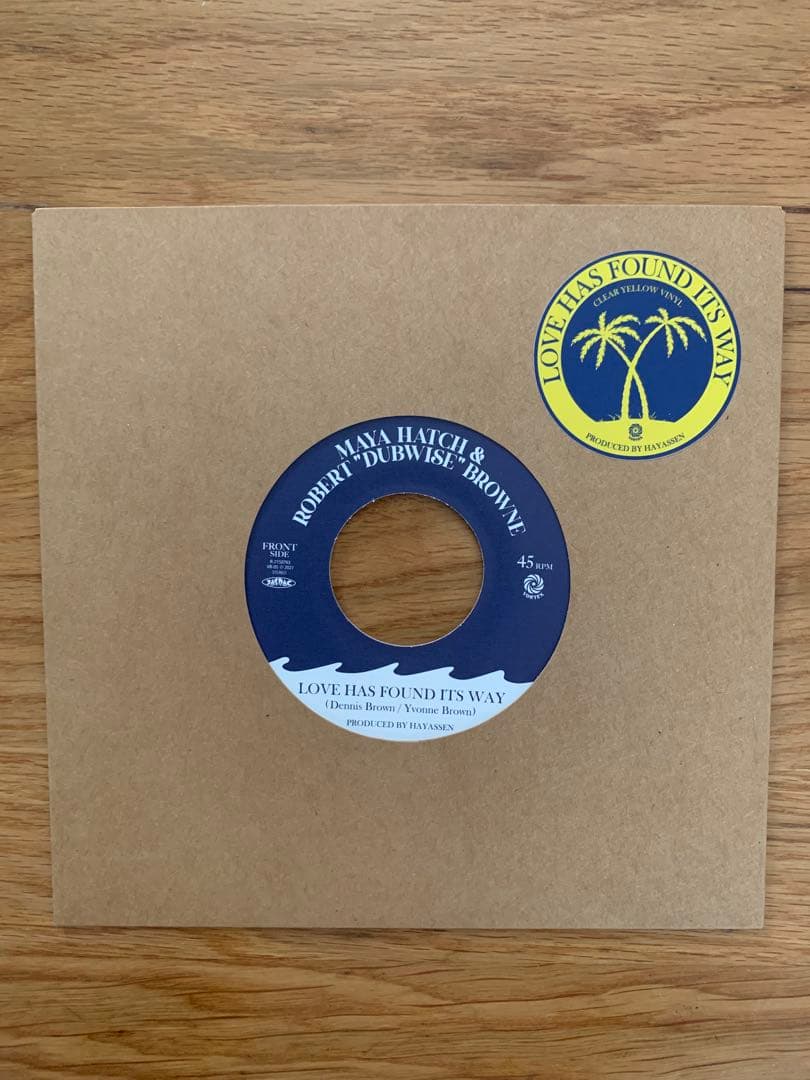 LOVE HAS FOUND ITS WAY
CLEAR YELLOW VINYL
PRODUCED BY HAYASSEN
MAYA HATCH &
ROBERT "DUBWISE" BROWNE
FRONT
SIDE
45 RPM
VORTEX
LOVE HAS FOUND ITS WAY
(Dennis Brown / Yvonne Brown)
PRODUCED BY HAYASSEN